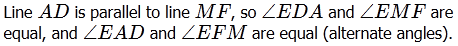 Line AD is parallel to line MF, so ∠EDA and ∠EMF are
equal, and ∠EAD and ∠EFM are equal (alternate angles).